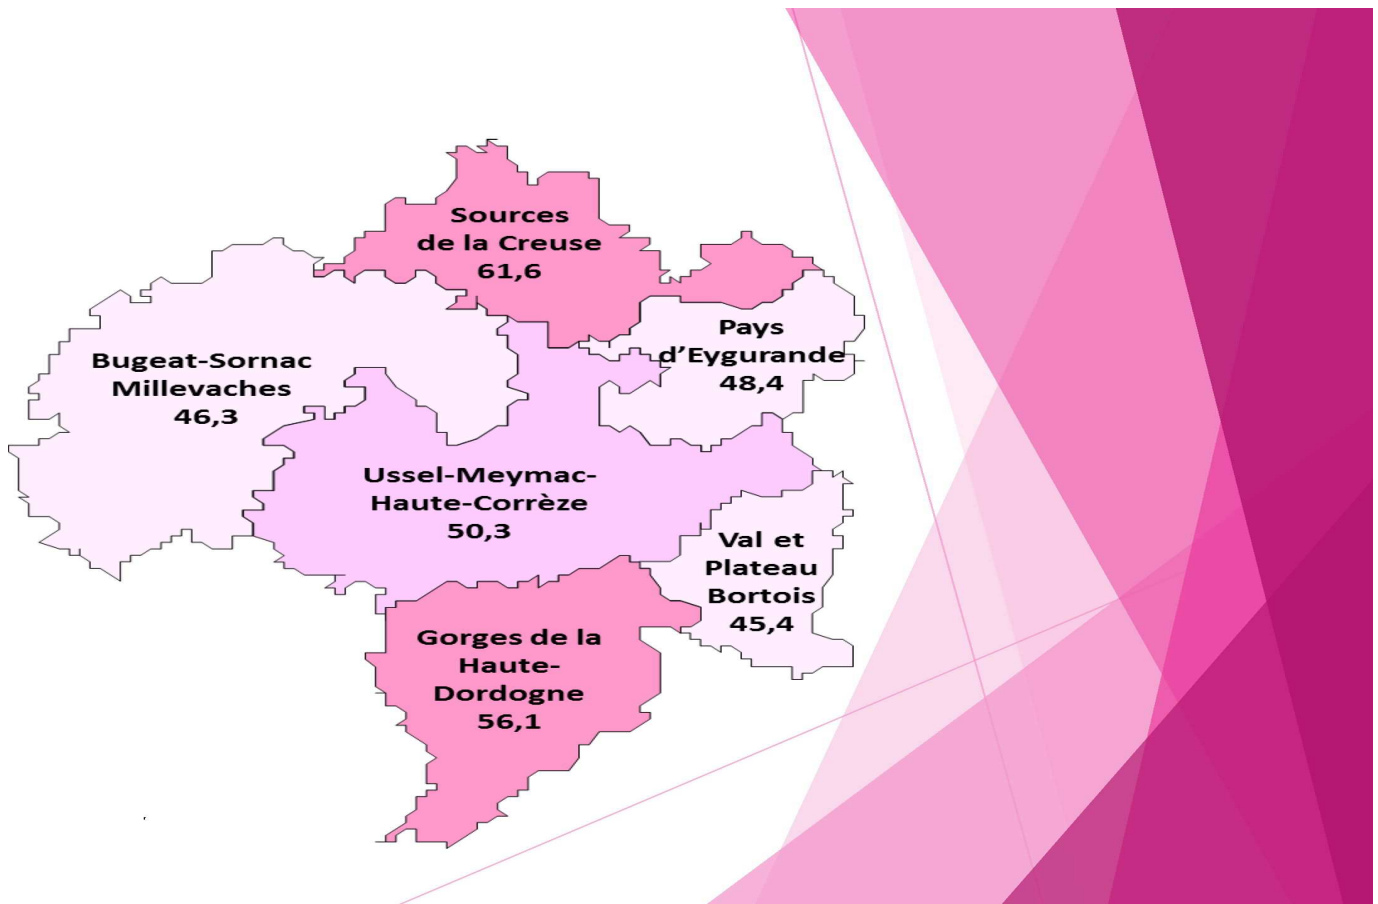 Sources
de la Creuse
61,6
Pays
d’Eygurande
48,4
Bugeat-Sornac
Millevaches
46,3
Ussel-Meymac-
Haute-Corrèze
50,3
Val et
Plateau
Bortois
45,4
Gorges de la
Haute-
Dordogne
56,1